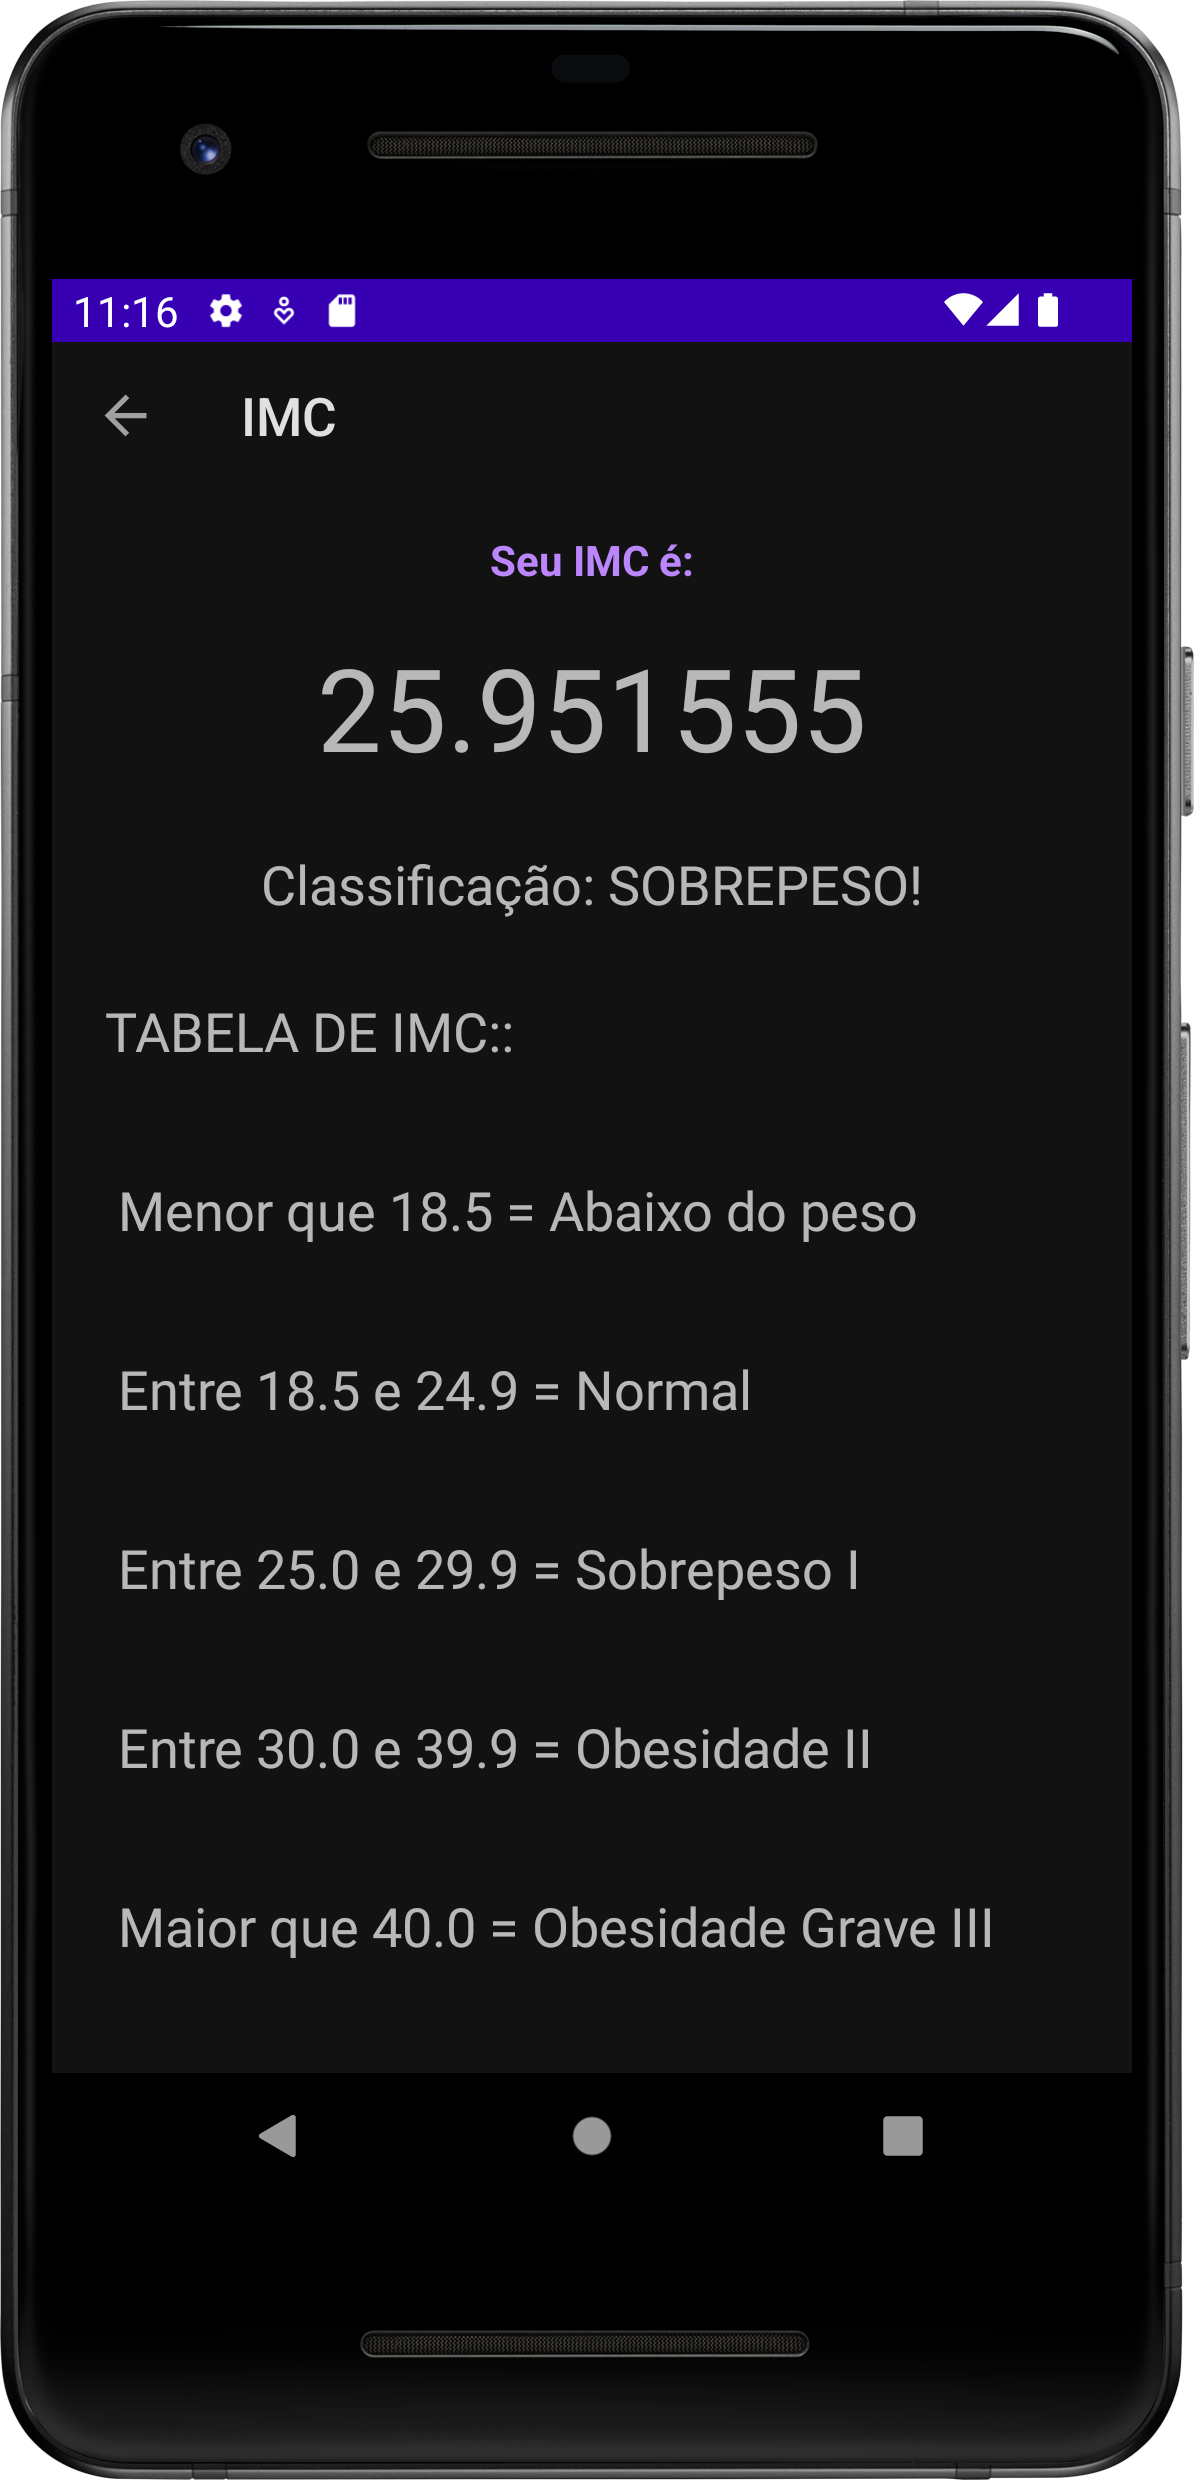 11:16
IMC
Seu IMC é:
25.951555
Classificação: SOBREPESO!
TABELA DE IMC::
Menor que 18.5 = Abaixo do peso
Entre 18.5 e 24.9 = Normal
Entre 25.0 e 29.9 = Sobrepeso I
Entre 30.0 e 39.9 = Obesidade II
Maior que 40.0 = Obesidade Grave III